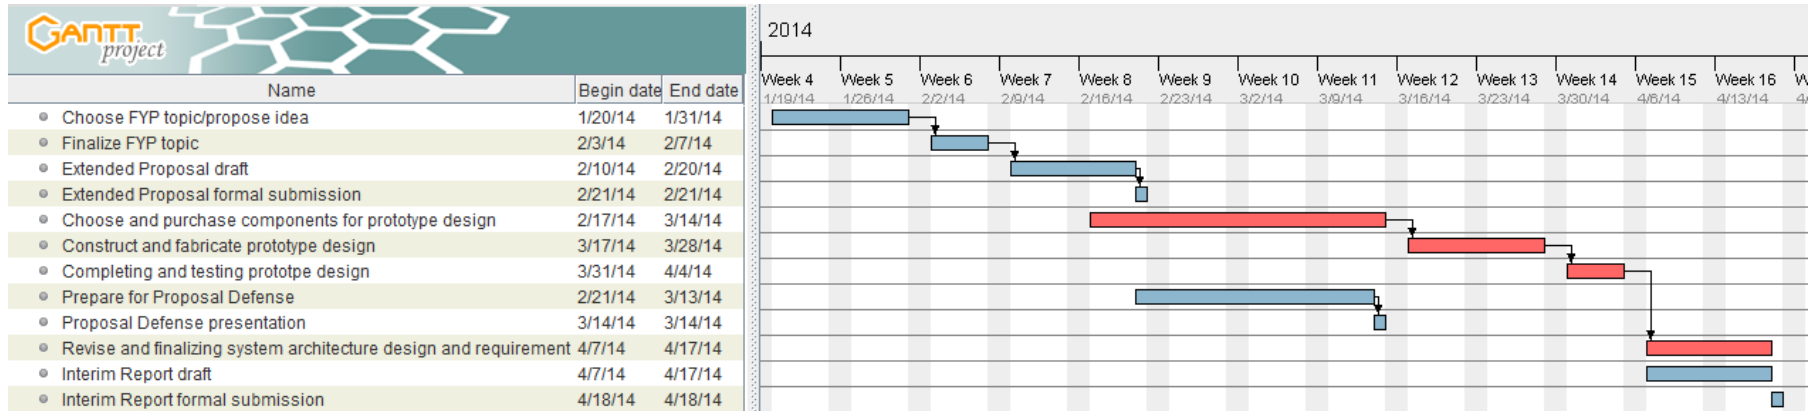 GANTT
project
2014
Week 4 Week 5 Week 6 Week 7 Week 8 Week 9 Week 10 Week 11 Week 12 Week 13 Week 14 Week 15 Week 16
1/19/14 1/26/14 2/2/14 2/9/14 2/16/14 2/23/14 3/2/14 3/9/14 3/16/14 3/23/14 3/30/14 4/6/14 4/13/14
Name Begin date End date
Choose FYP topic/propose idea 1/20/14 1/31/14
Finalize FYP topic 2/3/14 2/7/14
Extended Proposal draft 2/10/14 2/20/14
Extended Proposal formal submission 2/21/14 2/21/14
Choose and purchase components for prototype design 2/17/14 3/14/14
Construct and fabricate prototype design 3/17/14 3/28/14
Completing and testing prototpe design 3/31/14 4/4/14
Prepare for Proposal Defense 2/21/14 3/13/14
Proposal Defense presentation 3/14/14 3/14/14
Revise and finalizing system architecture design and requirement 4/7/14 4/17/14
Interim Report draft 4/7/14 4/17/14
Interim Report formal submission 4/18/14 4/18/14